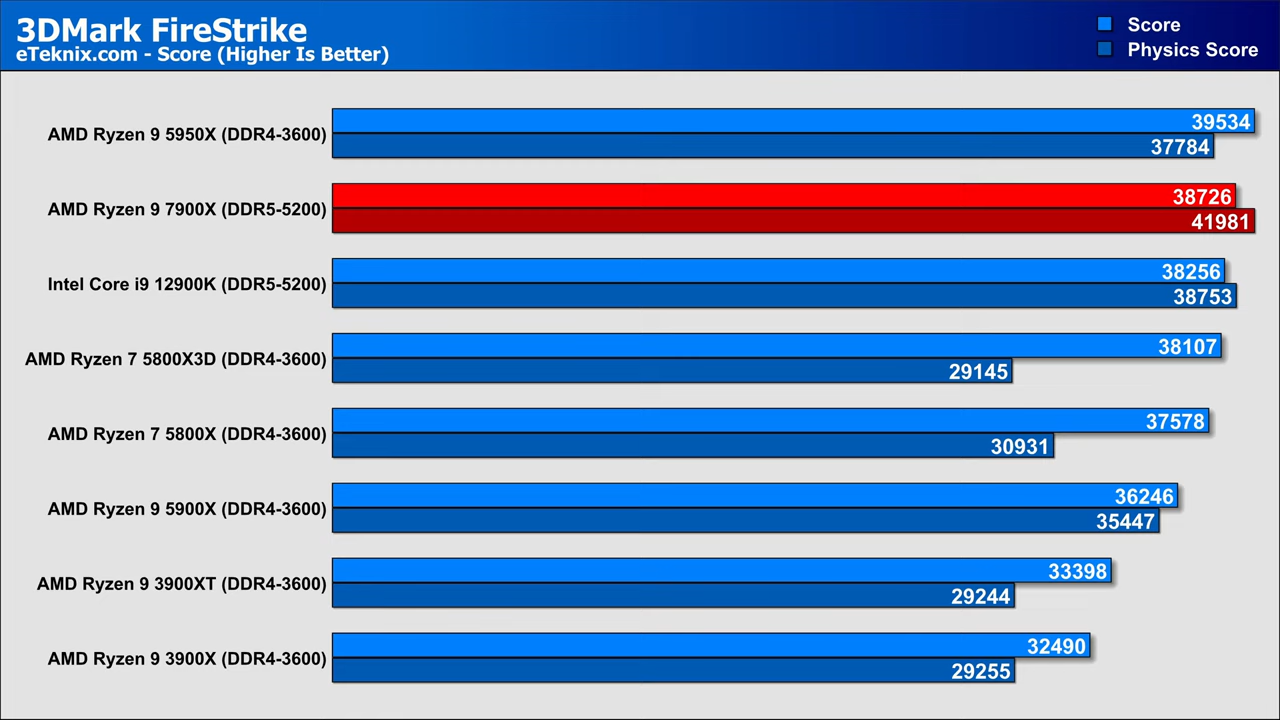 3DMark FireStrike
eTeknix.com - Score (Higher Is Better)
Score
Physics Score
AMD Ryzen 9 5950X (DDR4-3600)
39534
37784
AMD Ryzen 9 7900X (DDR5-5200)
38726
41981
Intel Core i9 12900K (DDR5-5200)
38256
38753
AMD Ryzen 7 5800X3D (DDR4-3600)
38107
29145
AMD Ryzen 7 5800X (DDR4-3600)
37578
30931
AMD Ryzen 9 5900X (DDR4-3600)
36246
35447
AMD Ryzen 9 3900XT (DDR4-3600)
33398
29244
AMD Ryzen 9 3900X (DDR4-3600)
32490
29255